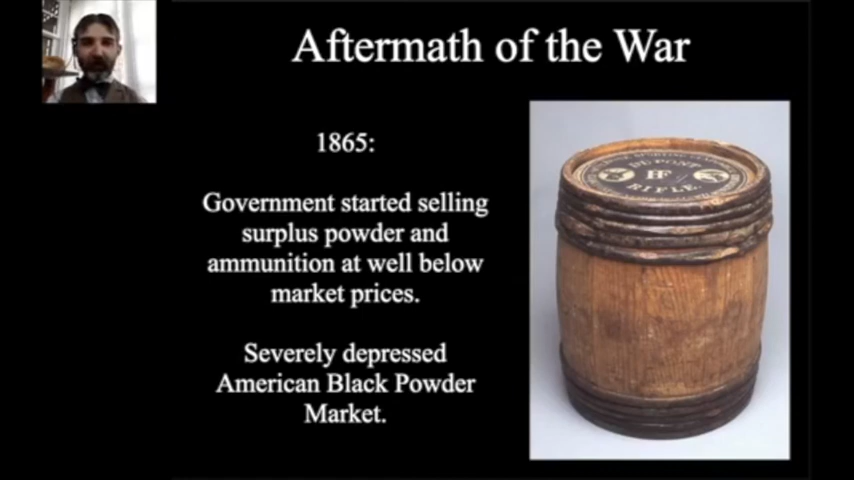 Aftermath of the War
1865:
Government started selling
surplus powder and
ammunition at well below
market prices.
Severely depressed
American Black Powder
Market.
DU PONT
FF
RIFLE